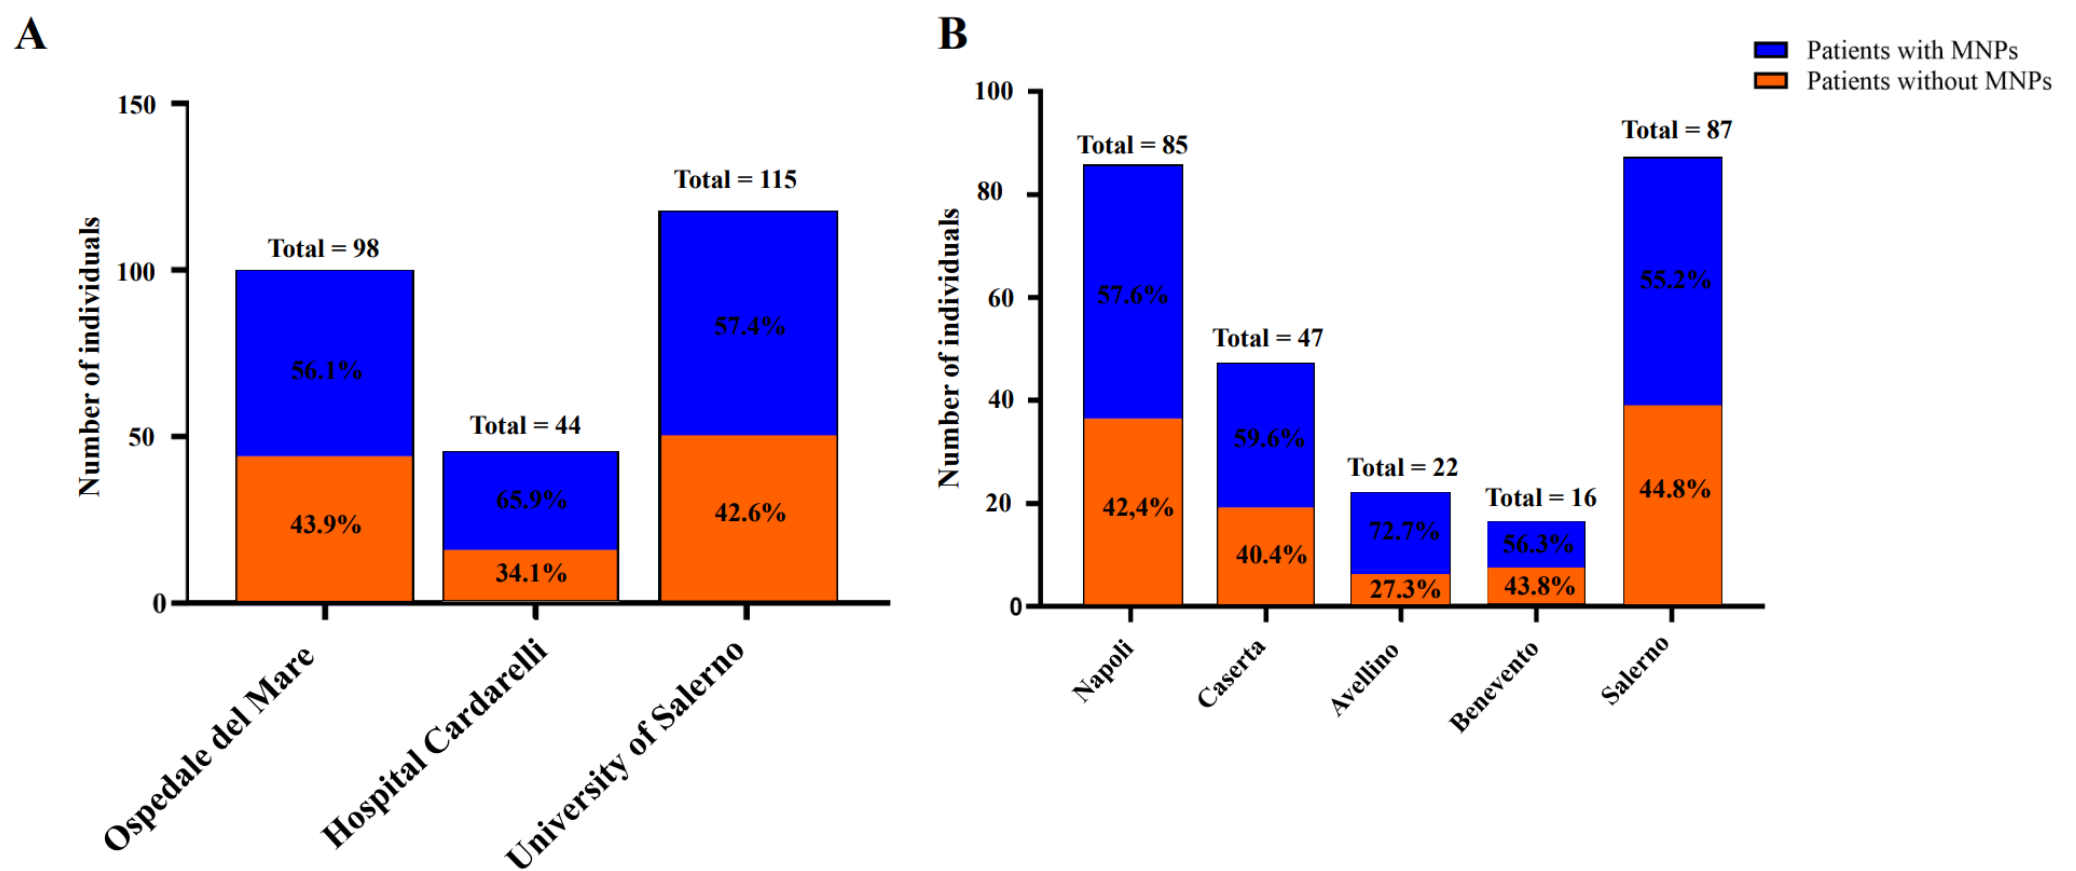 A
Number of individuals
150
100
50
0
Total = 98
56.1%
43.9%
Total = 44
65.9%
34.1%
Total = 115
57.4%
42.6%
Ospedale del Mare
Hospital Cardarelli
University of Salerno
B
Patients with MNPs
Patients without MNPs
Number of individuals
100
80
60
40
20
0
Total = 85
57.6%
42,4%
Total = 47
59.6%
40.4%
Total = 22
72.7%
27.3%
Total = 16
56.3%
43.8%
Total = 87
55.2%
44.8%
Napoli
Caserta
Avellino
Benevento
Salerno